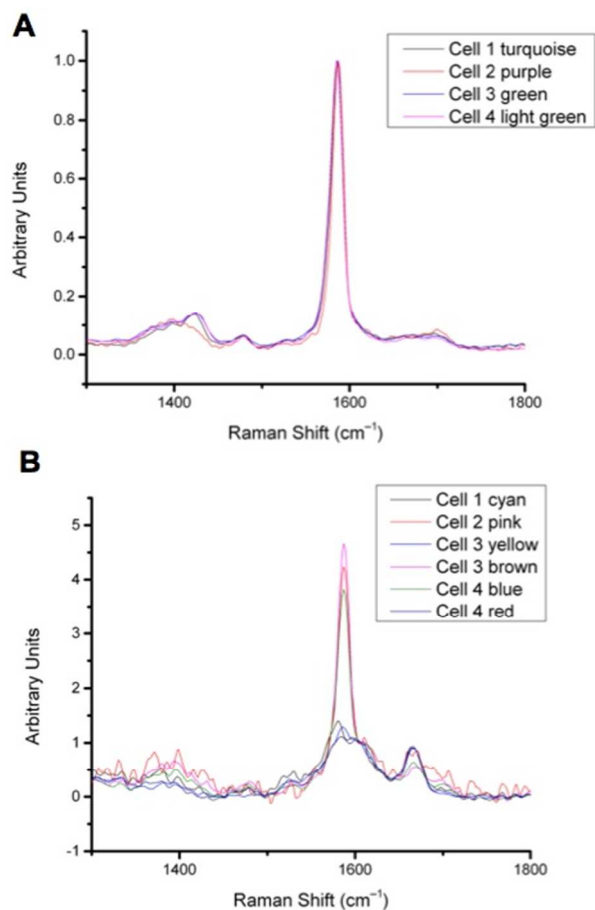 A
Cell 1 turquoise
Cell 2 purple
Cell 3 green
Cell 4 light green
1.0
0.8
0.6
0.4
0.2
0.0
Arbitrary Units
1400
1600
1800
Raman Shift (cm⁻¹)
B
Cell 1 cyan
Cell 2 pink
Cell 3 yellow
Cell 3 brown
Cell 4 blue
Cell 4 red
5
4
3
2
1
0
-1
Arbitrary Units
1400
1600
1800
Raman Shift (cm⁻¹)